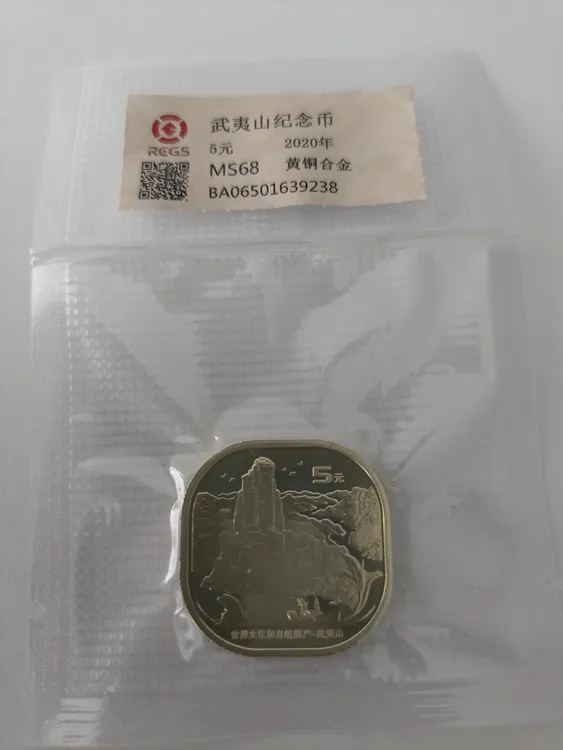 武夷山纪念币
RCGS
5元 2020年
MS68 黄铜合金
BA06501639238
5元
世界文化和自然遗产-武夷山